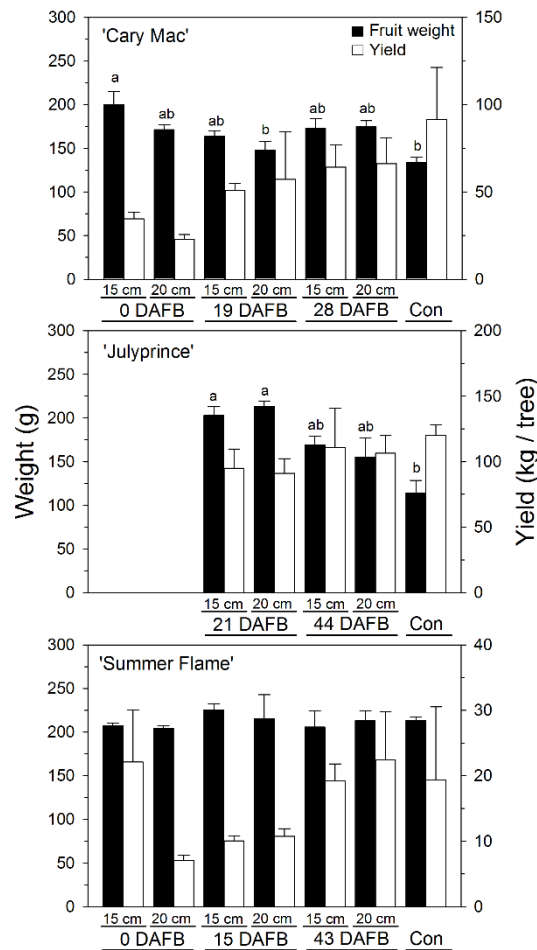 Weight (g)
Yield (kg / tree)
300 150
'Cary Mac' Fruit weight
Yield
250
a
200 100
ab ab ab ab
b b
150
100 50
50
0 0
15 cm 20 cm 15 cm 20 cm 15 cm 20 cm
0 DAFB 19 DAFB 28 DAFB Con
300 200
'Julyprince'
250
a a
150
200
ab ab
150 100
b
100
50
50
0 0
15 cm 20 cm 15 cm 20 cm
21 DAFB 44 DAFB Con
300 40
'Summer Flame'
250
30
200
150 20
100
10
50
0 0
15 cm 20 cm 15 cm 20 cm 15 cm 20 cm
0 DAFB 15 DAFB 43 DAFB Con